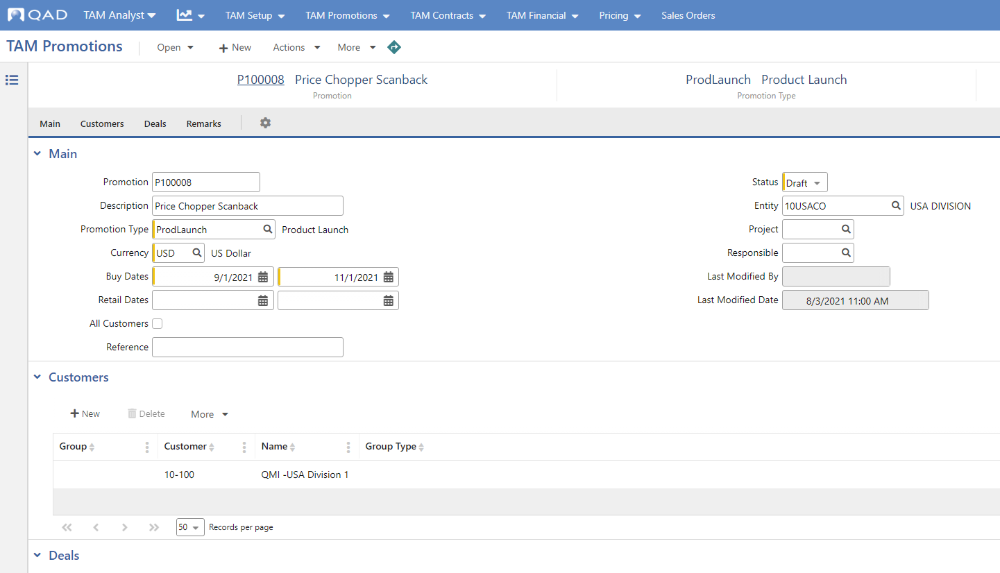 QAD TAM Analyst TAM Setup TAM Promotions TAM Contracts TAM Financial Pricing Sales Orders
TAM Promotions Open New Actions More
P100008 Price Chopper Scanback ProdLaunch Product Launch
Promotion Promotion Type
Main Customers Deals Remarks
Main
Promotion P100008 Status Draft
Description Price Chopper Scanback Entity 10USACO USA DIVISION
Promotion Type ProdLaunch Product Launch Project
Currency USD US Dollar Responsible
Buy Dates 9/1/2021 11/1/2021 Last Modified By
Retail Dates Last Modified Date 8/3/2021 11:00 AM
All Customers
Reference
Customers
New Delete More
Group Customer Name Group Type
10-100 QMI -USA Division 1
50 Records per page
Deals